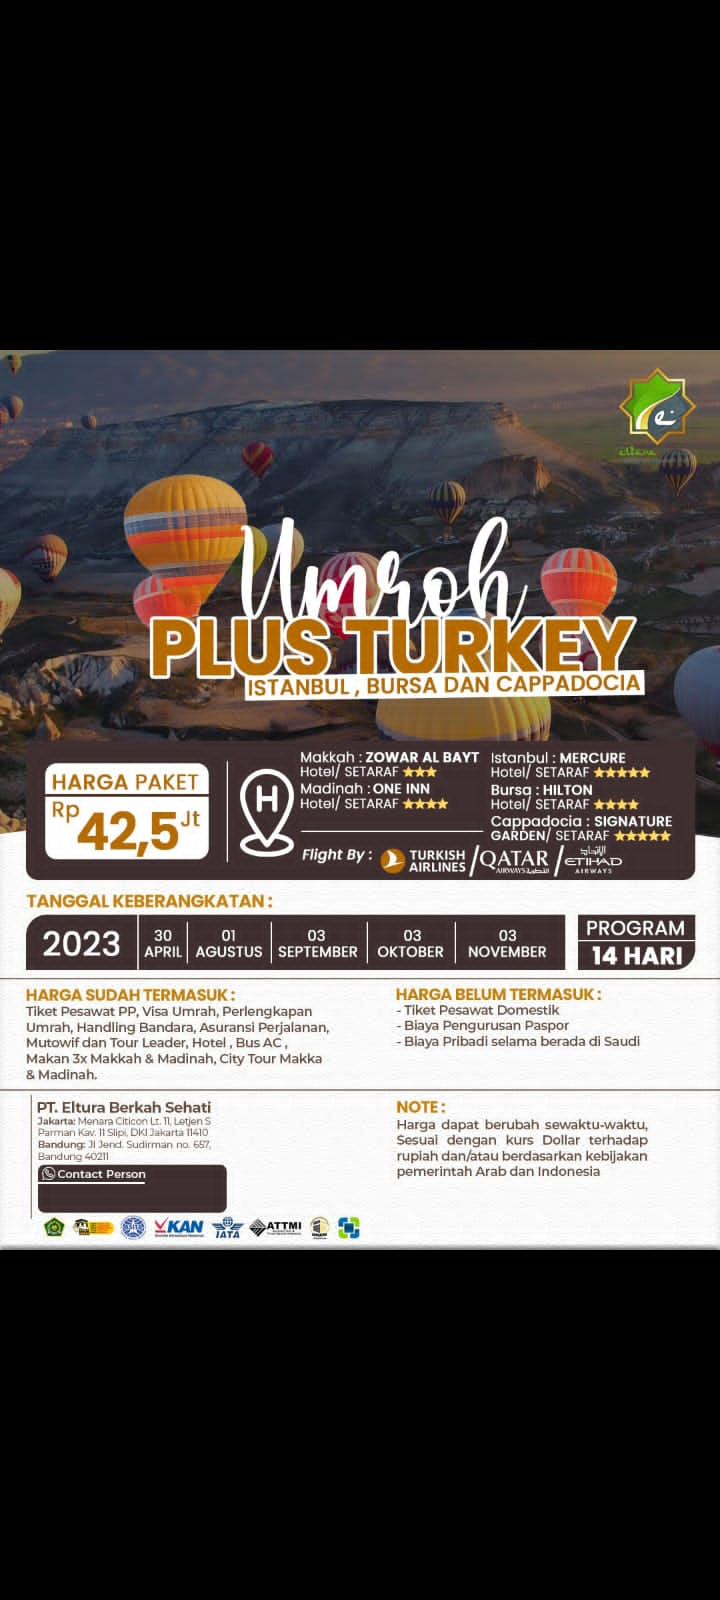 eltura
Umroh
PLUS TURKEY
ISTANBUL , BURSA DAN CAPPADOCIA
HARGA PAKET
Rp 42,5 Jt
H
Makkah : ZOWAR AL BAYT
Hotel/ SETARAF
Madinah : ONE INN
Hotel/ SETARAF
Istanbul : MERCURE
Hotel/ SETARAF
Bursa : HILTON
Hotel/ SETARAF
Cappadocia : SIGNATURE
GARDEN/ SETARAF
Flight By :
TURKISH
AIRLINES
QATAR
AIRWAYS القطرية
الإتحاد
ETIHAD
AIRWAYS
TANGGAL KEBERANGKATAN :
2023
30
APRIL
01
AGUSTUS
03
SEPTEMBER
03
OKTOBER
03
NOVEMBER
PROGRAM
14 HARI
HARGA SUDAH TERMASUK :
Tiket Pesawat PP, Visa Umrah, Perlengkapan
Umrah, Handling Bandara, Asuransi Perjalanan,
Mutowif dan Tour Leader, Hotel , Bus AC ,
Makan 3x Makkah & Madinah, City Tour Makka
& Madinah.
HARGA BELUM TERMASUK :
- Tiket Pesawat Domestik
- Biaya Pengurusan Paspor
- Biaya Pribadi selama berada di Saudi
PT. Eltura Berkah Sehati
Jakarta: Menara Citicon Lt. 11, Letjen S
Parman Kav. 11 Slipi, DKI Jakarta 11410
Bandung: Jl Jend. Sudirman no. 657,
Bandung 40211
Contact Person
NOTE :
Harga dapat berubah sewaktu-waktu,
Sesuai dengan kurs Dollar terhadap
rupiah dan/atau berdasarkan kebijakan
pemerintah Arab dan Indonesia
KAN
IATA
ATTMI